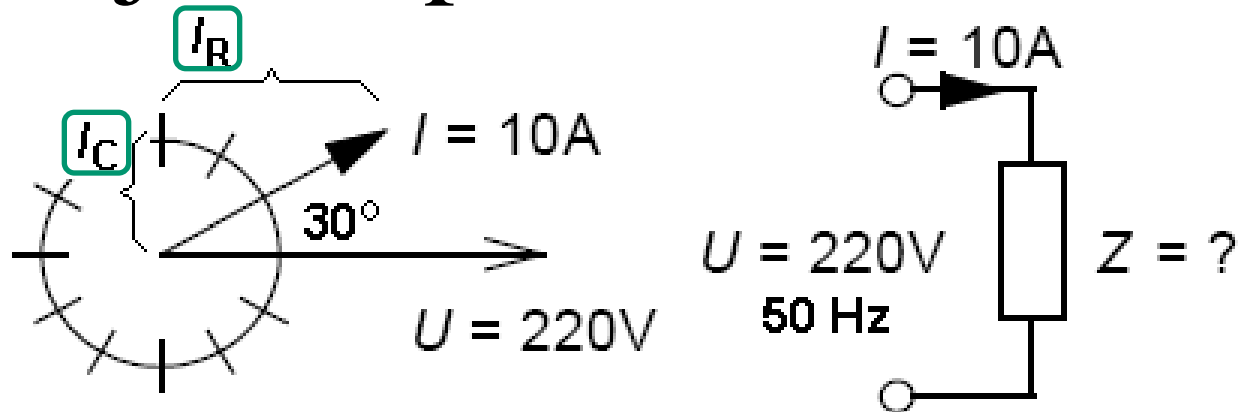 I_R
I = 10A
I_C
I = 10A
30°
U = 220V
50 Hz
Z = ?
U = 220V